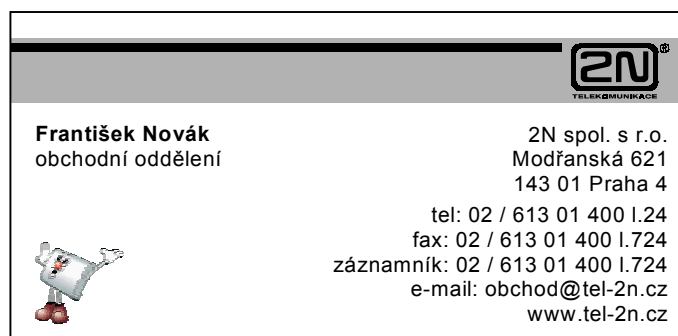 2N®
TELEKOMUNIKACE
František Novák
obchodní oddělení
2N spol. s r.o.
Modřanská 621
143 01 Praha 4
tel: 02 / 613 01 400 l.24
fax: 02 / 613 01 400 l.724
záznamník: 02 / 613 01 400 l.724
e-mail: obchod@tel-2n.cz
www.tel-2n.cz